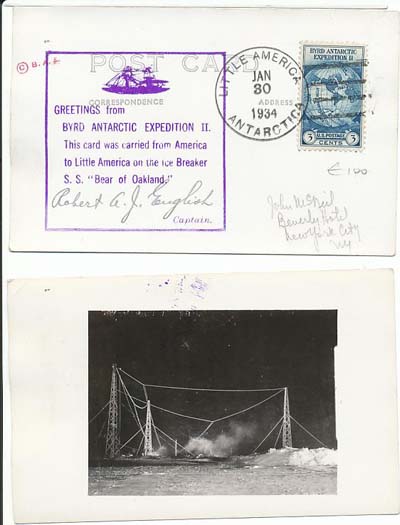 © B.A.E
POST CARD
CORRESPONDENCE
ADDRESS
GREETINGS from
BYRD ANTARCTIC EXPEDITION II.
This card was carried from America
to Little America on the Ice Breaker
S. S. "Bear of Oakland."
Robert A. J. English
Captain.
LITTLE AMERICA
JAN
30
1934
ANTARCTICA
BYRD ANTARCTIC
EXPEDITION II
3 U.S. POSTAGE 3
CENTS
€100
John McNeil
Beverly Hotel
New York City
NY